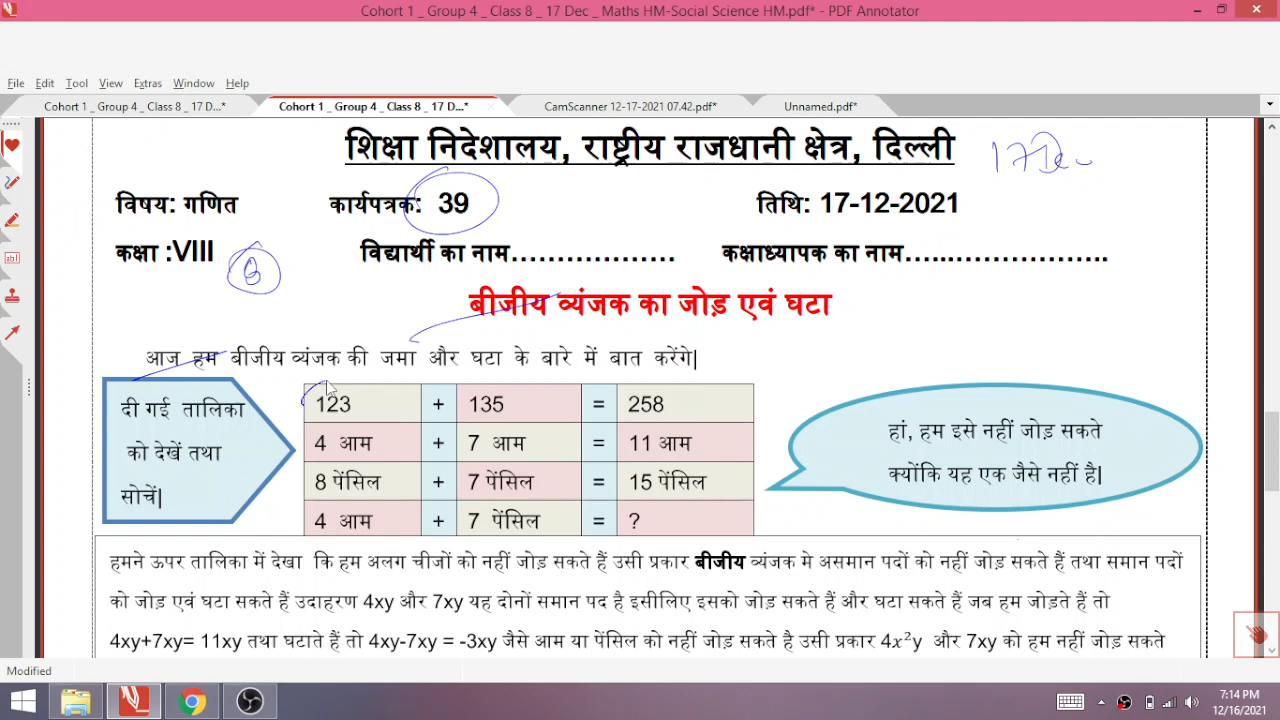 Cohort 1 _ Group 4 _ Class 8 _ 17 Dec _ Maths HM-Social Science HM.pdf* - PDF Annotator
File Edit Tool View Extras Window Help
Cohort 1 _ Group 4 _ Class 8 _ 17 D...* Cohort 1 _ Group 4 _ Class 8 _ 17 D...* CamScanner 12-17-2021 07.42.pdf* Unnamed.pdf*
शिक्षा निदेशालय, राष्ट्रीय राजधानी क्षेत्र, दिल्ली 17 Dec
विषय: गणित कार्यपत्रक: 39 तिथि: 17-12-2021
कक्षा :VIII 8 विद्यार्थी का नाम.................. कक्षाध्यापक का नाम........................
बीजीय व्यंजक का जोड़ एवं घटा
आज हम बीजीय व्यंजक की जमा और घटा के बारे में बात करेंगे|
दी गई तालिका
को देखें तथा
सोचें|
123 + 135 = 258
4 आम + 7 आम = 11 आम
8 पेंसिल + 7 पेंसिल = 15 पेंसिल
4 आम + 7 पेंसिल = ?
हां, हम इसे नहीं जोड़ सकते
क्योंकि यह एक जैसे नहीं है|
हमने ऊपर तालिका में देखा कि हम अलग चीजों को नहीं जोड़ सकते हैं उसी प्रकार बीजीय व्यंजक मे असमान पदों को नहीं जोड़ सकते हैं तथा समान पदों
को जोड़ एवं घटा सकते हैं उदाहरण 4xy और 7xy यह दोनों समान पद है इसीलिए इसको जोड़ सकते हैं और घटा सकते हैं जब हम जोड़ते हैं तो
4xy+7xy= 11xy तथा घटाते हैं तो 4xy-7xy = -3xy जैसे आम या पेंसिल को नहीं जोड़ सकते है उसी प्रकार 4x²y और 7xy को हम नहीं जोड़ सकते
Modified
7:14 PM
12/16/2021